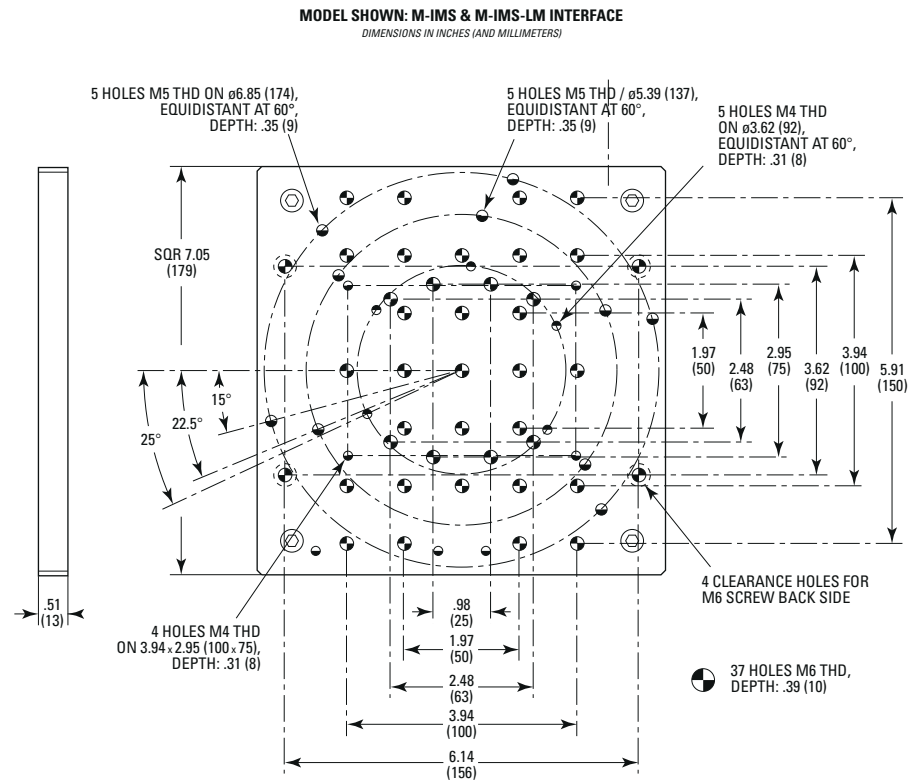 MODEL SHOWN: M-IMS & M-IMS-LM INTERFACE
DIMENSIONS IN INCHES (AND MILLIMETERS)
5 HOLES M5 THD ON ø6.85 (174),
EQUIDISTANT AT 60°,
DEPTH: .35 (9)
5 HOLES M5 THD / ø5.39 (137),
EQUIDISTANT AT 60°,
DEPTH: .35 (9)
5 HOLES M4 THD
ON ø3.62 (92),
EQUIDISTANT AT 60°,
DEPTH: .31 (8)
SQR 7.05
(179)
1.97
(50)
2.48
(63)
2.95
(75)
3.62
(92)
3.94
(100)
5.91
(150)
15°
22.5°
25°
.51
(13)
4 HOLES M4 THD
ON 3.94 x 2.95 (100 x 75),
DEPTH: .31 (8)
.98
(25)
1.97
(50)
2.48
(63)
3.94
(100)
6.14
(156)
4 CLEARANCE HOLES FOR
M6 SCREW BACK SIDE
37 HOLES M6 THD,
DEPTH: .39 (10)